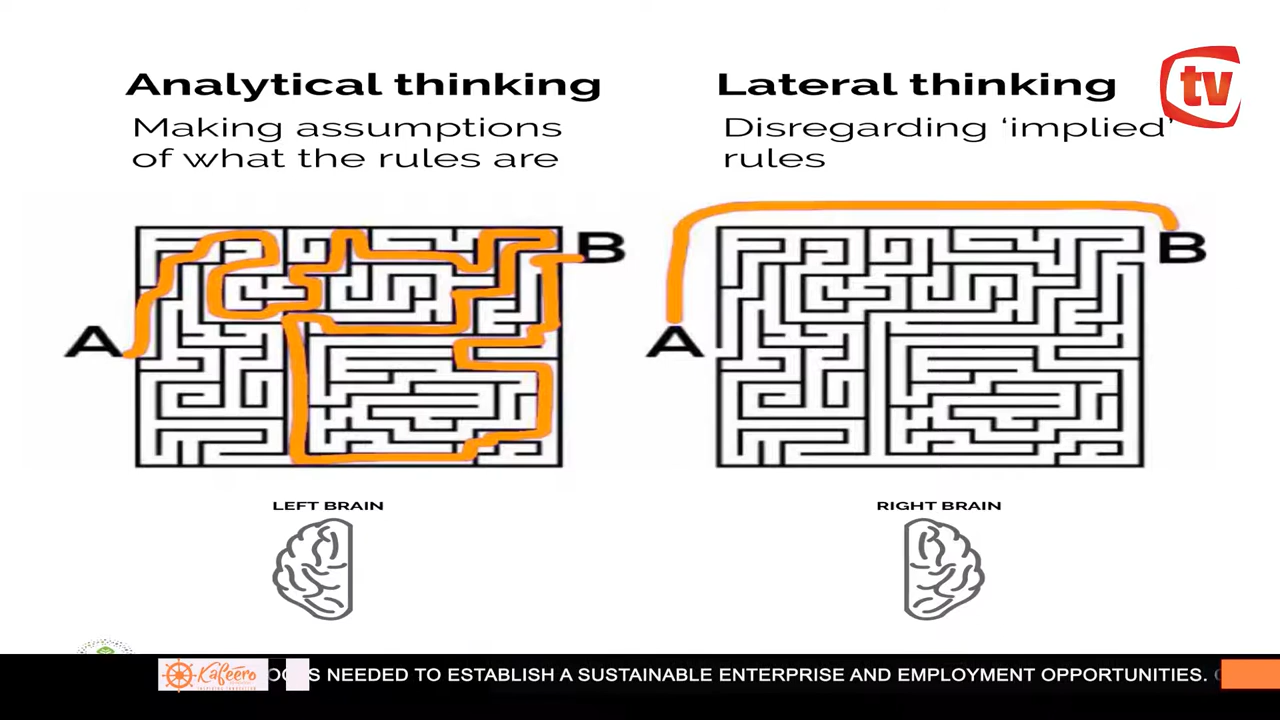 Analytical thinking
Making assumptions
of what the rules are
Lateral thinking
Disregarding ‘implied’
rules
tv
A
B
A
B
LEFT BRAIN
RIGHT BRAIN
Kafeero
S NEEDED TO ESTABLISH A SUSTAINABLE ENTERPRISE AND EMPLOYMENT OPPORTUNITIES.